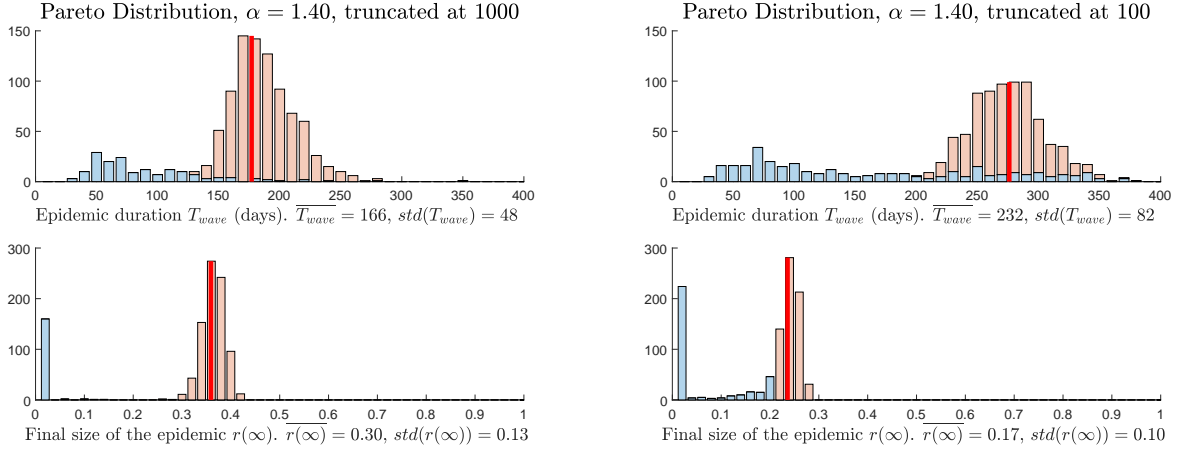 Pareto Distribution, α = 1.40, truncated at 1000
150
100
50
0
0 50 100 150 200 250 300 350 400
Epidemic duration T_wave (days). \overline{T_wave} = 166, std(T_wave) = 48
300
200
100
0
0 0.1 0.2 0.3 0.4 0.5 0.6 0.7 0.8 0.9 1
Final size of the epidemic r(∞). \overline{r(∞)} = 0.30, std(r(∞)) = 0.13
Pareto Distribution, α = 1.40, truncated at 100
150
100
50
0
0 50 100 150 200 250 300 350 400
Epidemic duration T_wave (days). \overline{T_wave} = 232, std(T_wave) = 82
300
200
100
0
0 0.1 0.2 0.3 0.4 0.5 0.6 0.7 0.8 0.9 1
Final size of the epidemic r(∞). \overline{r(∞)} = 0.17, std(r(∞)) = 0.10